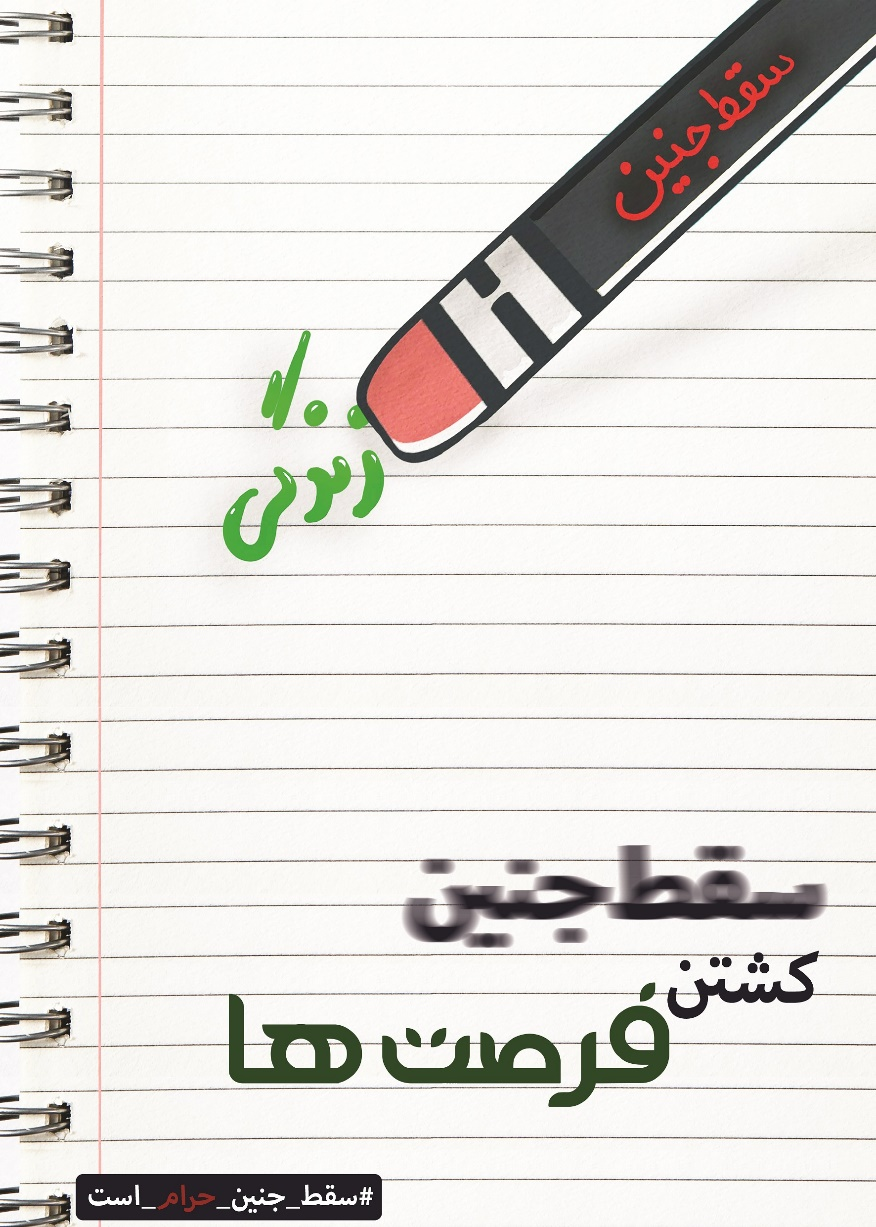 سقط جنین
زندگی
سقط جنین
کشتن
فرصت ها
#سقط_جنین_حرام_است